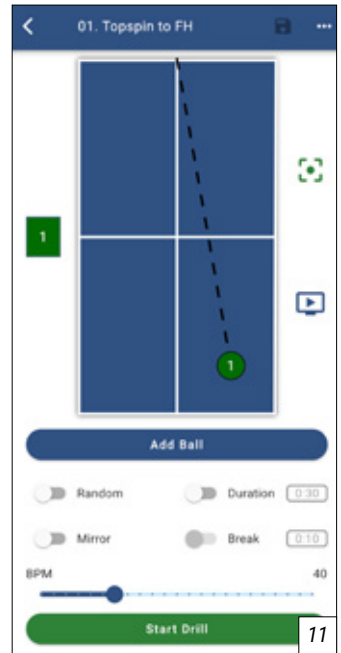 01. Topspin to FH
1
1
Add Ball
Random
Duration 0:30
Mirror
Break 0:10
BPM 40
Start Drill
11